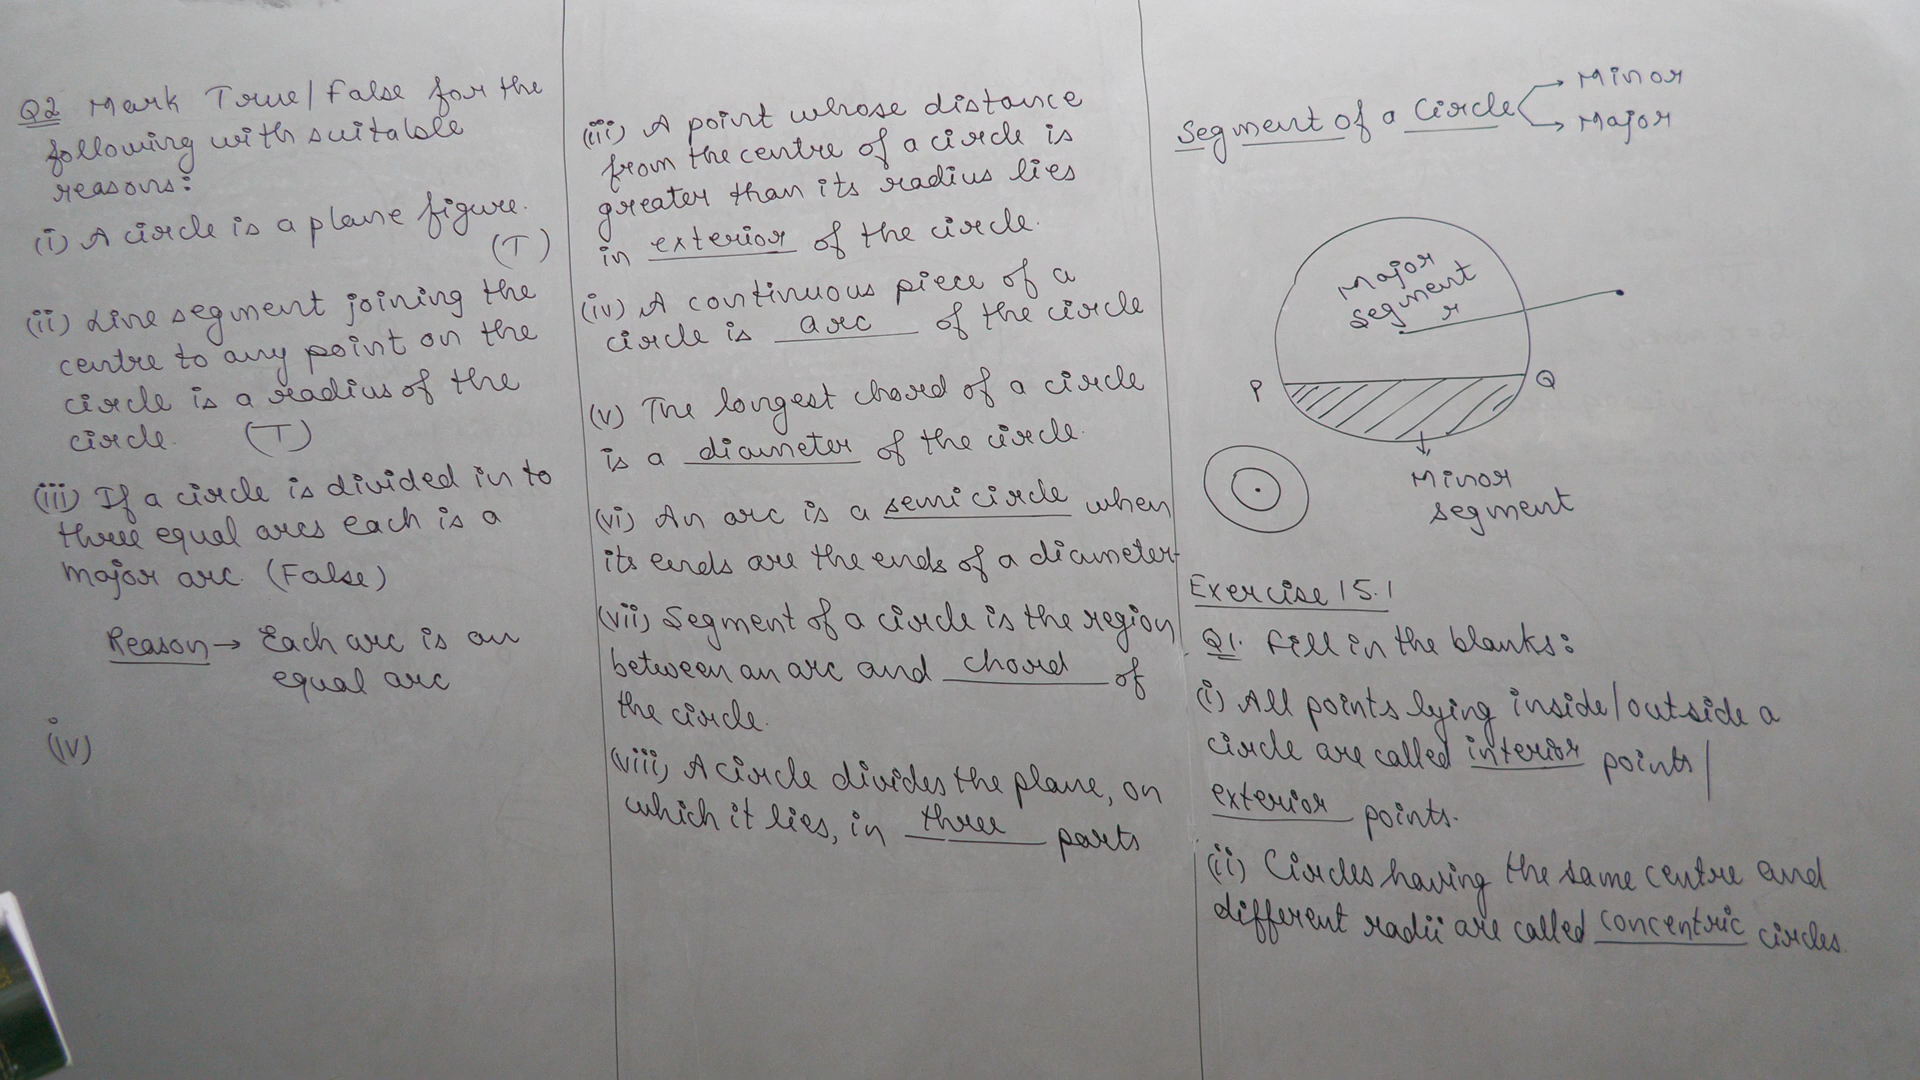 Q2 Mark True/False for the
following with suitable
reasons:
(i) A circle is a plane figure.
(T)
(ii) Line segment joining the
centre to any point on the
circle is a radius of the
circle. (T)
(iii) If a circle is divided in to
three equal arcs each is a
major arc. (False)
Reason → Each arc is an
equal arc
(iv)
(iii) A point whose distance
from the centre of a circle is
greater than its radius lies
in exterior of the circle.
(iv) A continuous piece of a
circle is arc of the circle
(v) The longest chord of a circle
is a diameter of the circle.
(vi) An arc is a semicircle when
its ends are the ends of a diameter
(vii) Segment of a circle is the region
between an arc and chord of
the circle.
(viii) A circle divides the plane, on
which it lies, in three parts
Segment of a Circle
Minor
Major
Major
segment
r
P
Q
Minor
segment
Exercise 15.1
Q1. Fill in the blanks:
(i) All points lying inside/outside a
circle are called interior points/
exterior points.
(ii) Circles having the same centre and
different radii are called concentric circles.